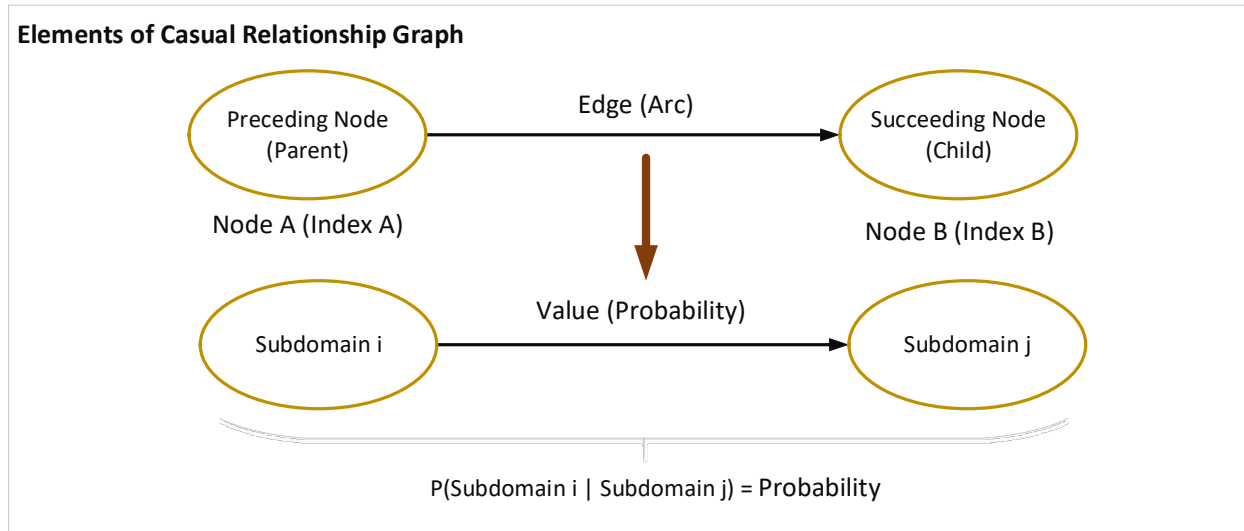 Elements of Casual Relationship Graph
Edge (Arc)
Preceding Node
(Parent)
Succeeding Node
(Child)
Node A (Index A)
Node B (Index B)
Value (Probability)
Subdomain i
Subdomain j
P(Subdomain i | Subdomain j) = Probability